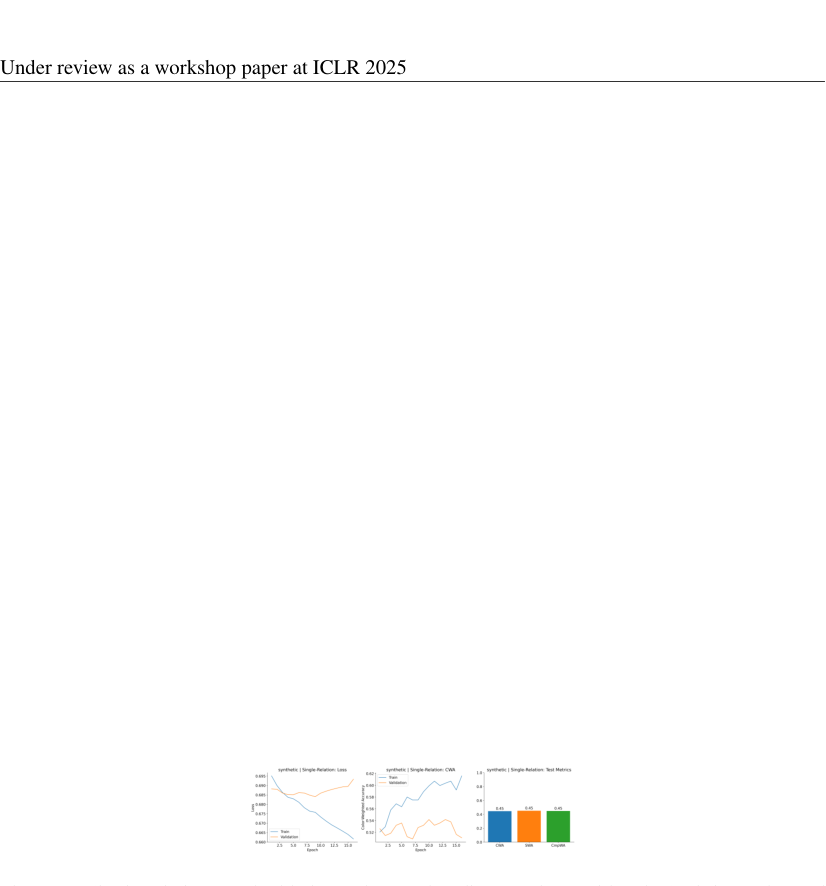 Under review as a workshop paper at ICLR 2025
synthetic | Single-Relation: Loss
0.695
0.690
0.685
0.680
0.675
0.670
0.665
0.660
Loss
Train
Validation
2.5 5.0 7.5 10.0 12.5 15.0
Epoch
synthetic | Single-Relation: CWA
0.62
0.60
0.58
0.56
0.54
0.52
Color-Weighted Accuracy
Train
Validation
2.5 5.0 7.5 10.0 12.5 15.0
Epoch
synthetic | Single-Relation: Test Metrics
1.0
0.8
0.6
0.4
0.2
0.0
0.45 0.45 0.45
CWA SWA CmpWA